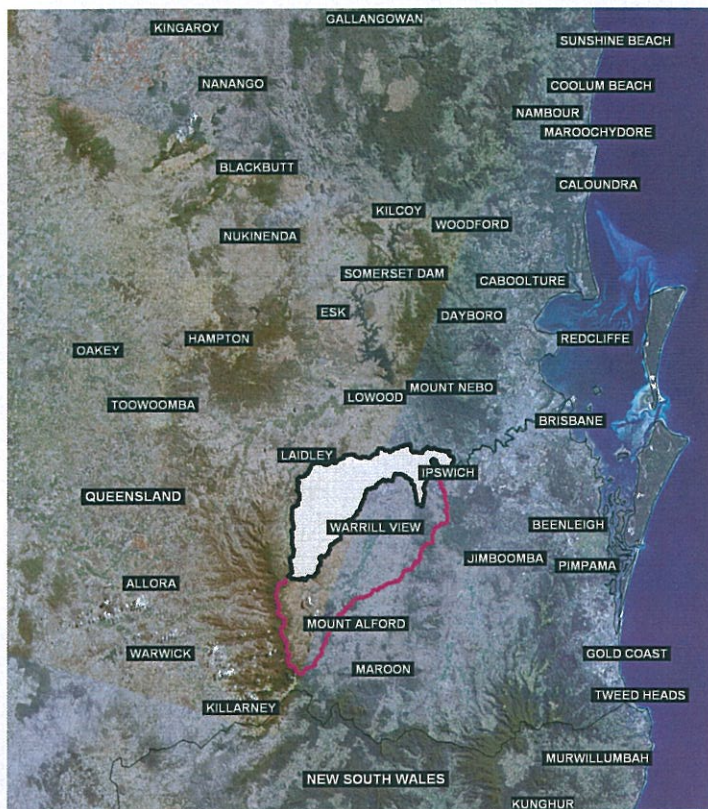 GALLANGOWAN
KINGAROY
SUNSHINE BEACH
NANANGO
COOLUM BEACH
NAMBOUR
MAROOCHYDORE
BLACKBUTT
CALOUNDRA
KILCOY
WOODFORD
NUKINENDA
SOMERSET DAM
CABOOLTURE
ESK
DAYBORO
HAMPTON
REDCLIFFE
OAKEY
MOUNT NEBO
LOWOOD
TOOWOOMBA
BRISBANE
LAIDLEY
IPSWICH
QUEENSLAND
WARRILL VIEW
BEENLEIGH
JIMBOOMBA
PIMPAMA
ALLORA
MOUNT ALFORD
WARWICK
GOLD COAST
MAROON
TWEED HEADS
KILLARNEY
MURWILLUMBAH
NEW SOUTH WALES
KUNGHUR